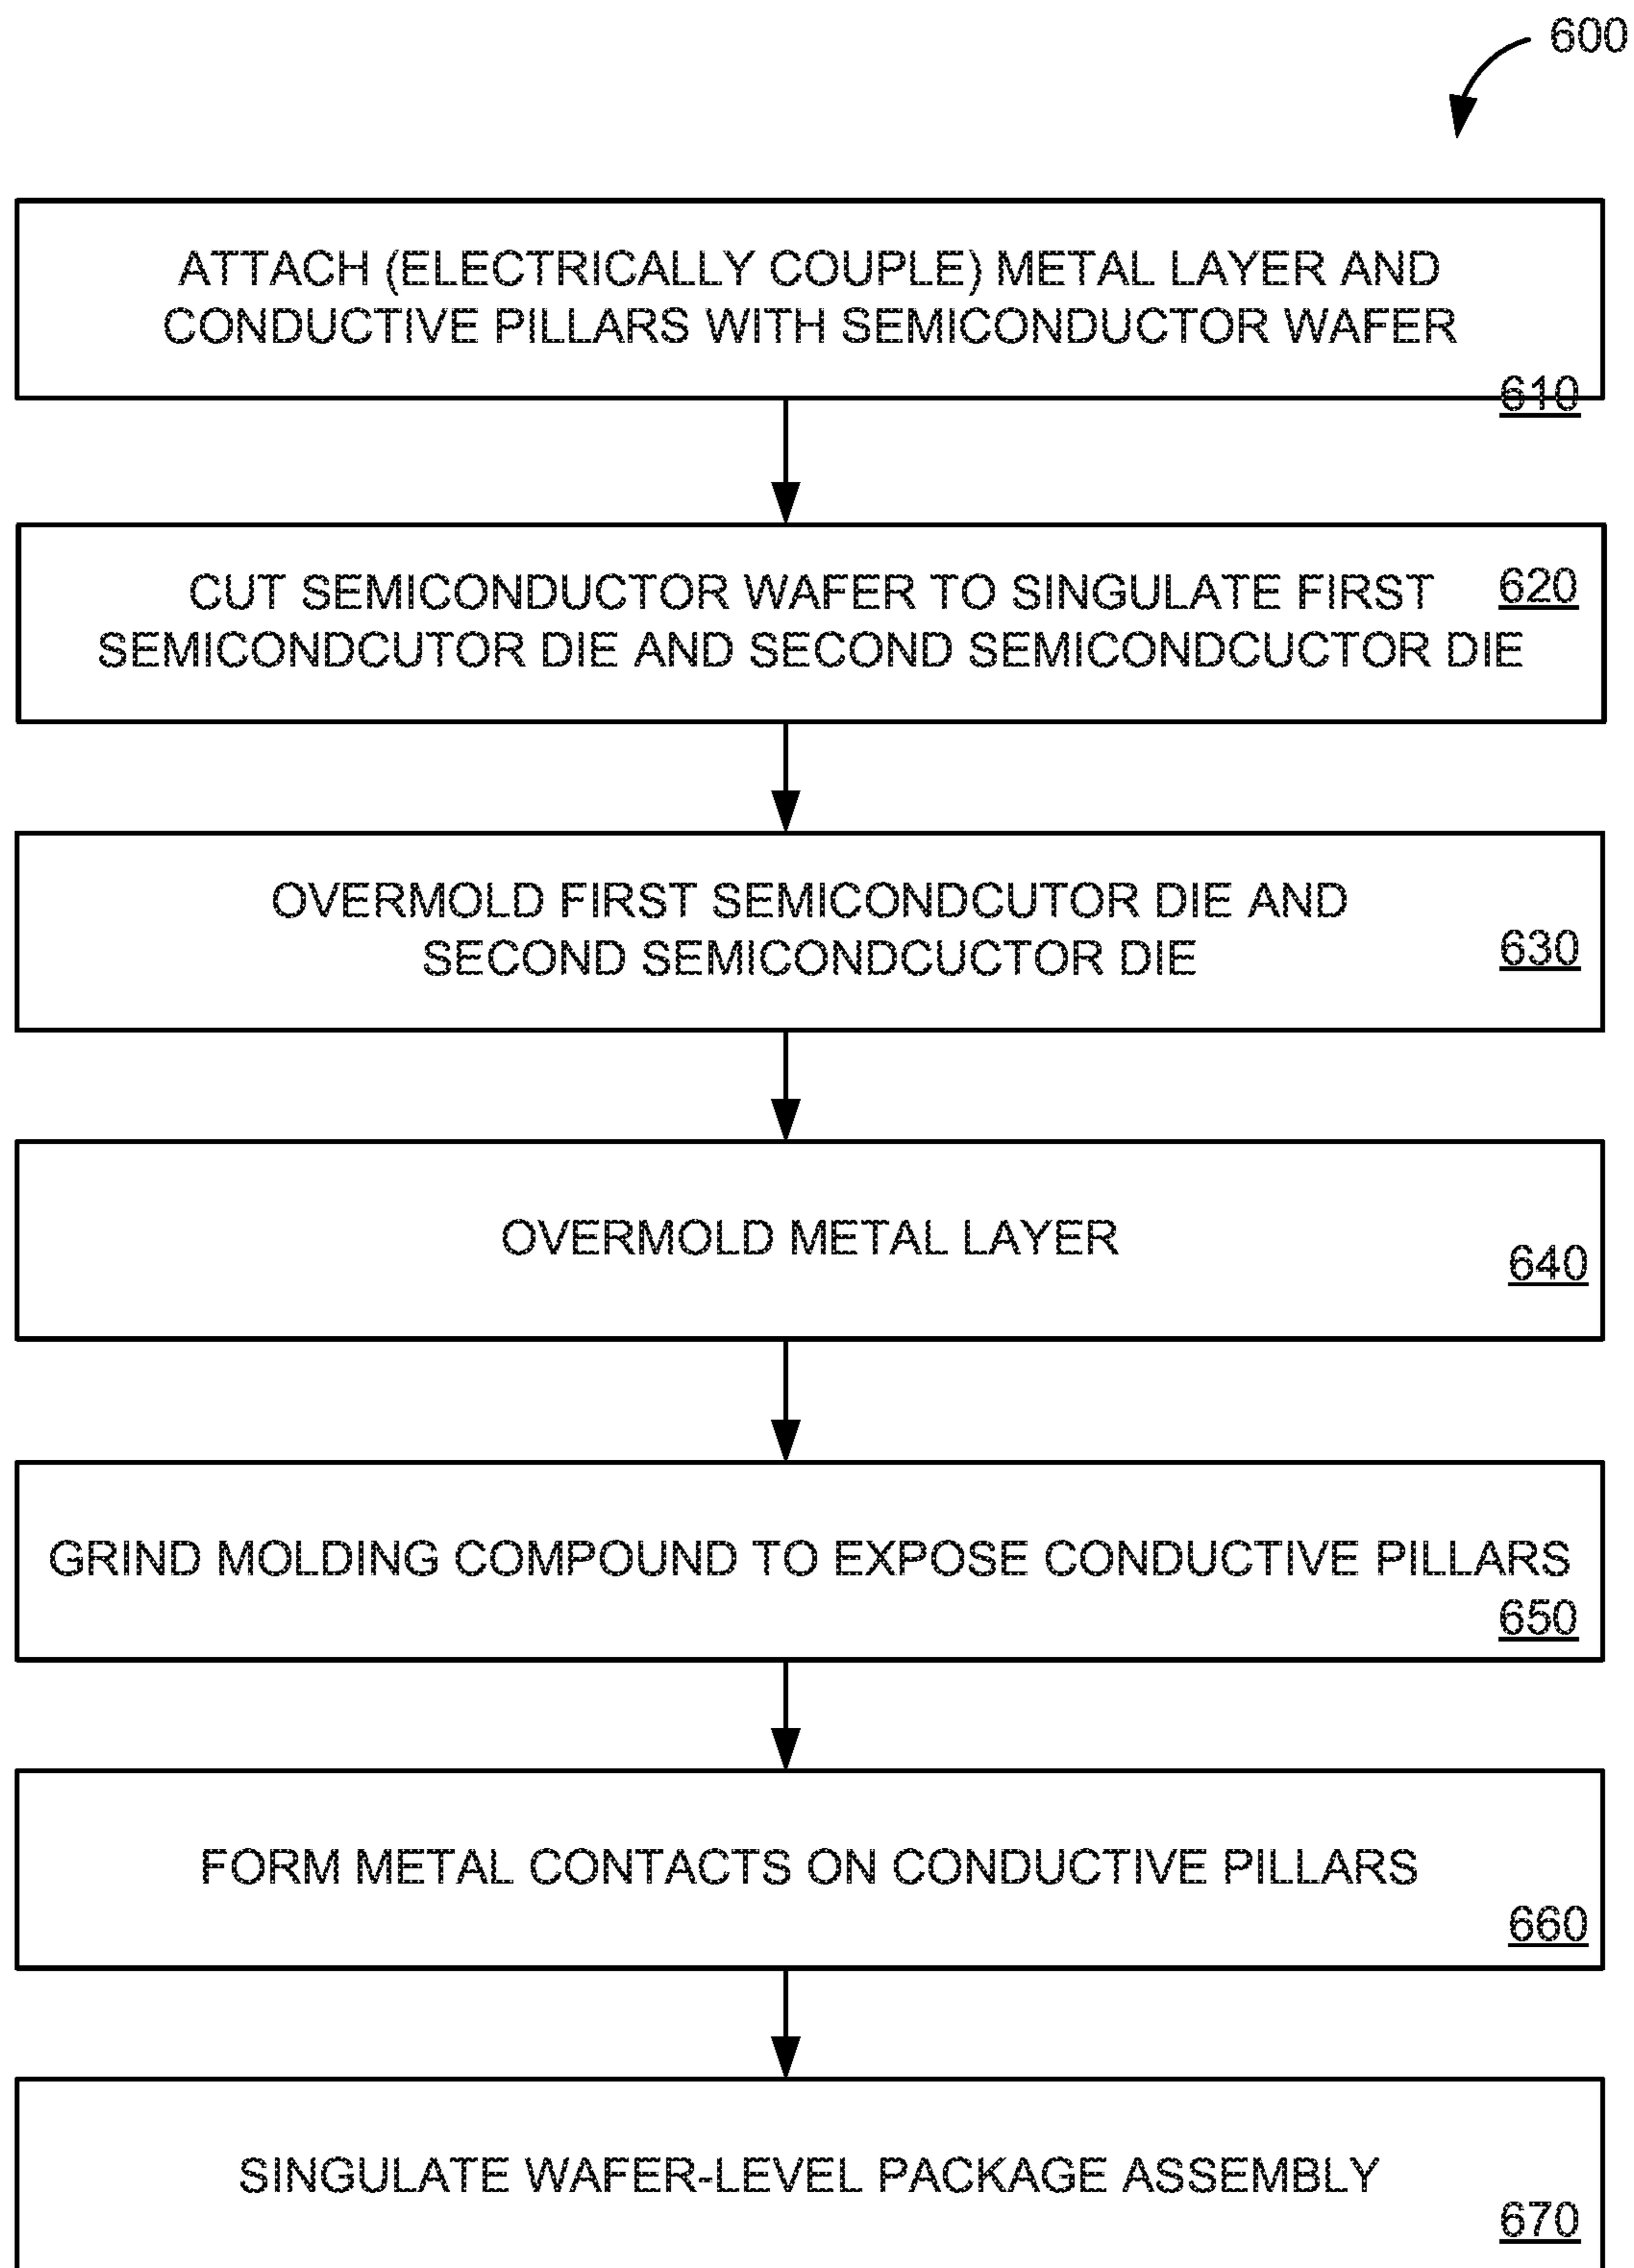 600
ATTACH (ELECTRICALLY COUPLE) METAL LAYER AND
CONDUCTIVE PILLARS WITH SEMICONDUCTOR WAFER
610
CUT SEMICONDUCTOR WAFER TO SINGULATE FIRST
620
SEMICONDCUTOR DIE AND SECOND SEMICONDCUCTOR DIE
OVERMOLD FIRST SEMICONDCUTOR DIE AND
SECOND SEMICONDCUCTOR DIE
630
OVERMOLD METAL LAYER
640
GRIND MOLDING COMPOUND TO EXPOSE CONDUCTIVE PILLARS
650
FORM METAL CONTACTS ON CONDUCTIVE PILLARS
660
SINGULATE WAFER-LEVEL PACKAGE ASSEMBLY
670